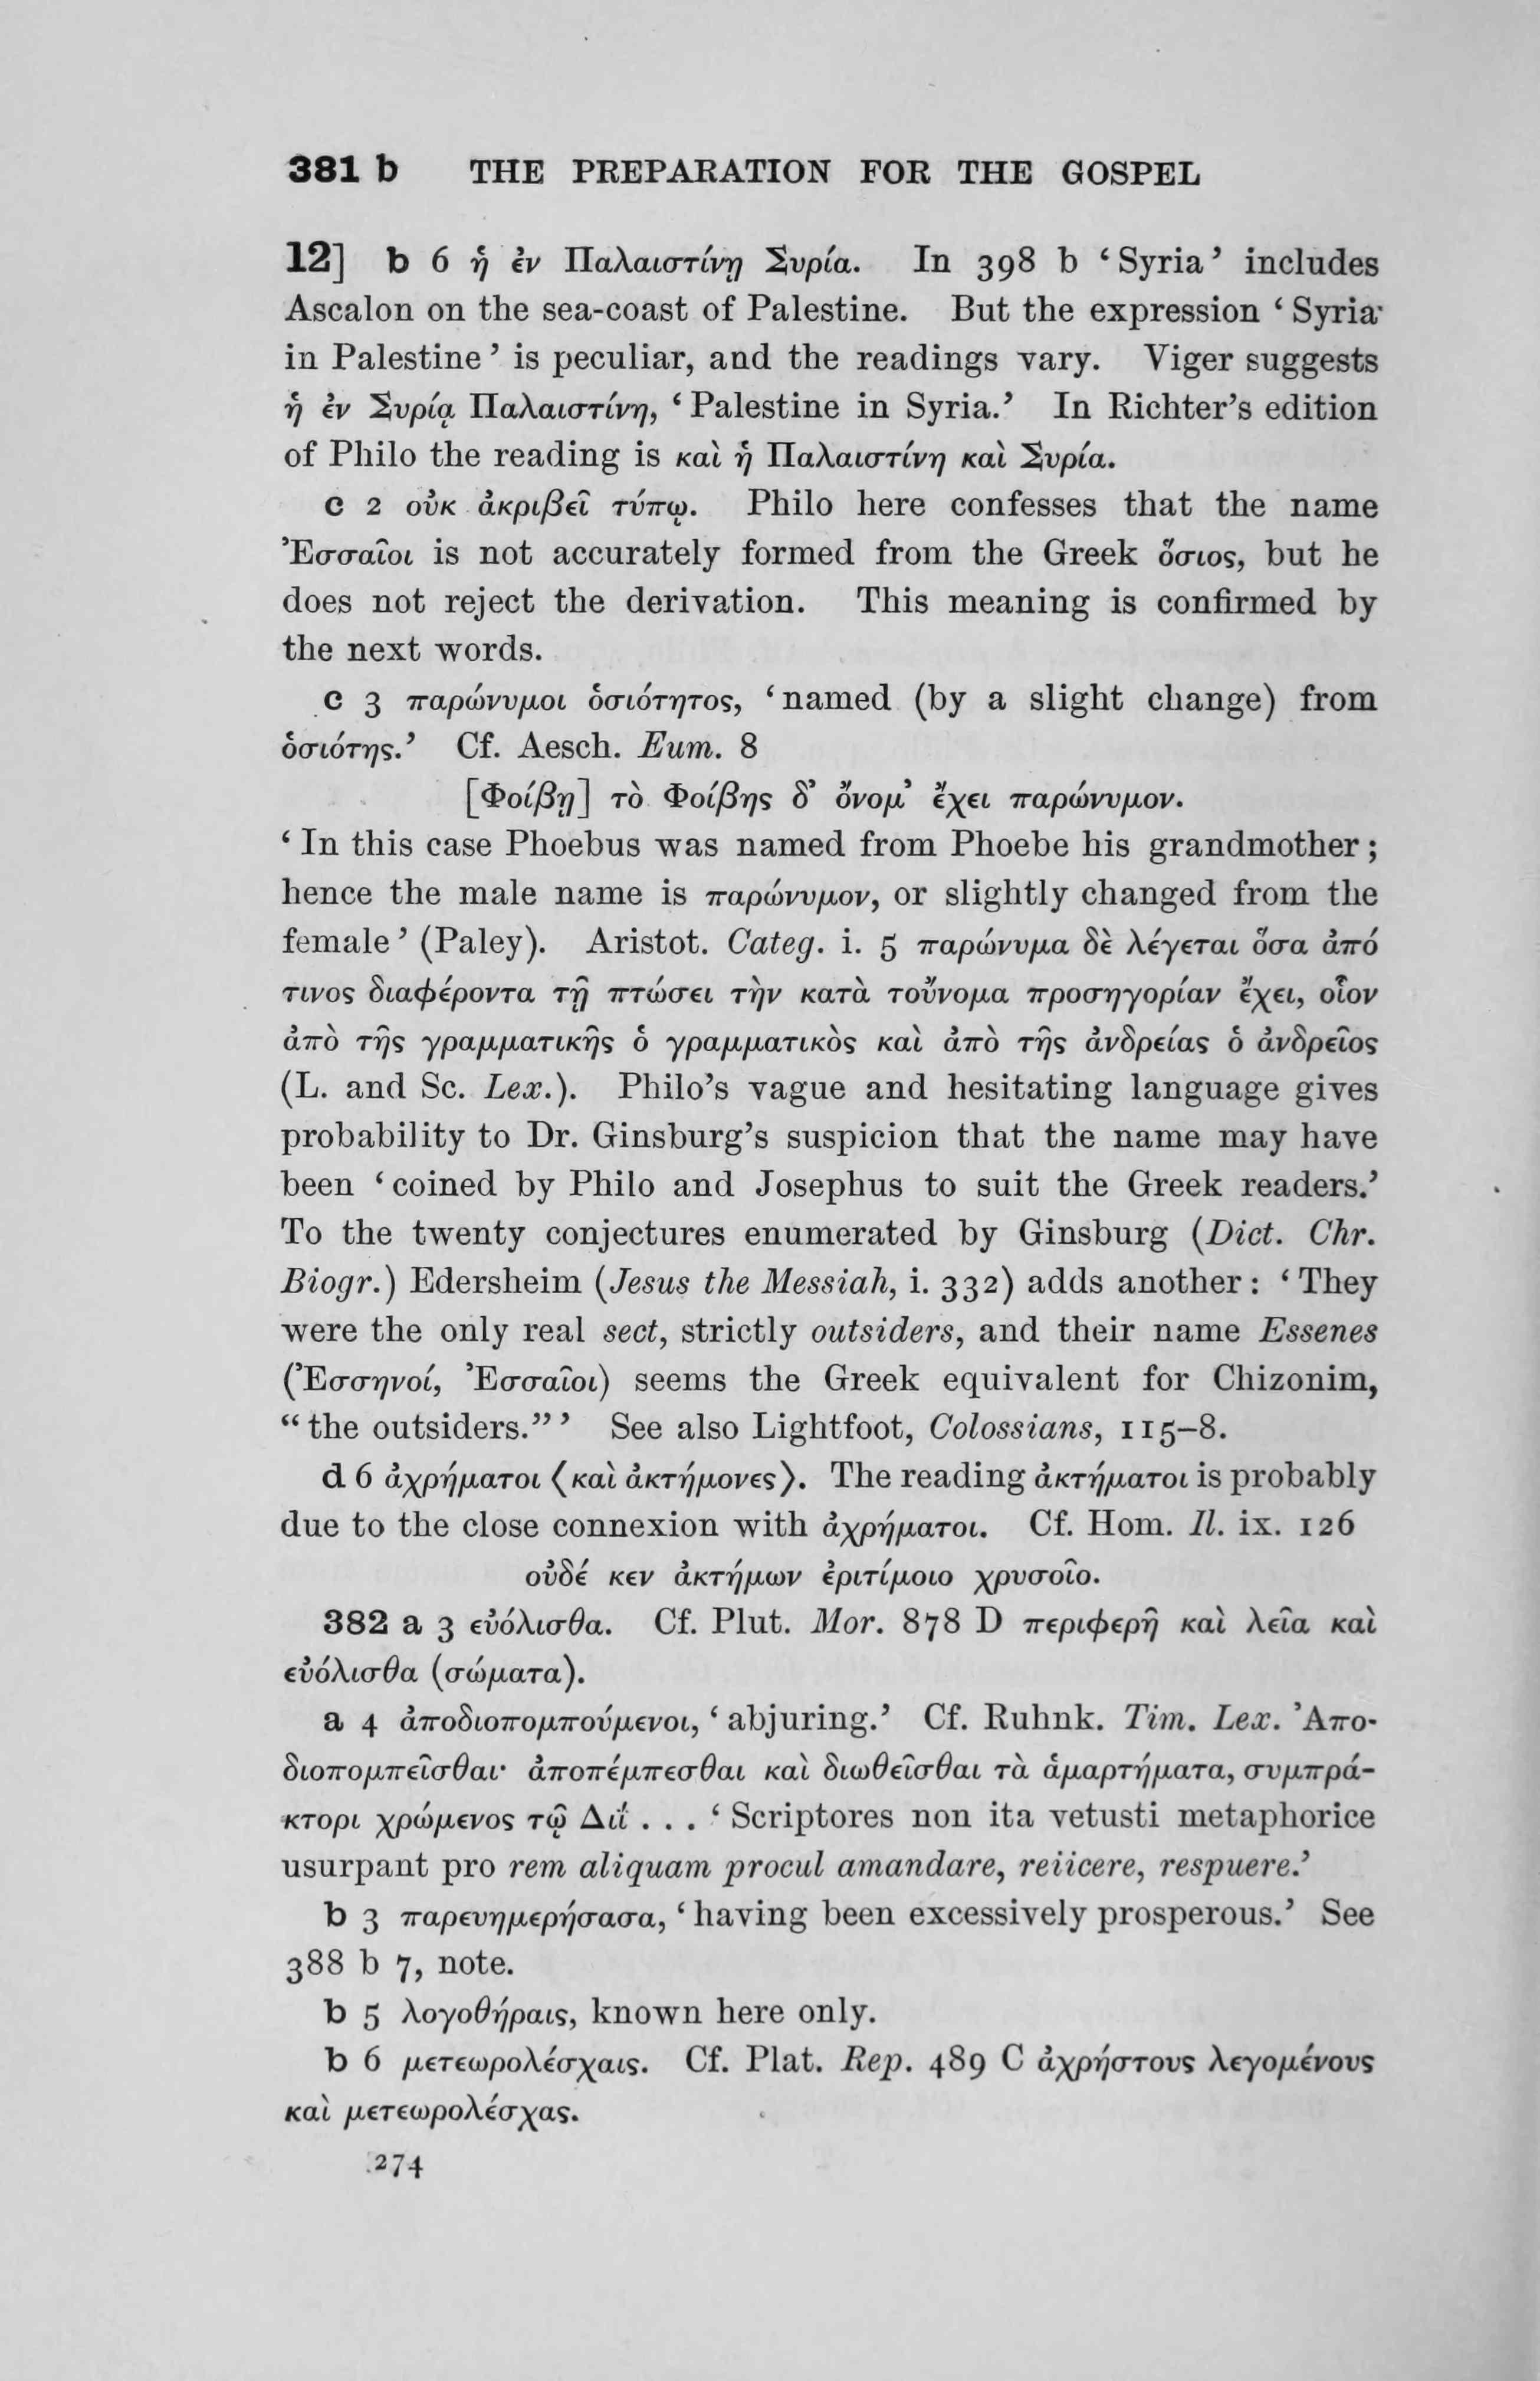 381 b THE PREPARATION FOR THE GOSPEL
12] b 6 ἡ ἐν Παλαιστίνῃ Συρία. In 398 b ‘Syria’ includes
Ascalon on the sea-coast of Palestine. But the expression ‘Syria
in Palestine’ is peculiar, and the readings vary. Viger suggests
ἡ ἐν Συρίᾳ Παλαιστίνη, ‘Palestine in Syria.’ In Richter’s edition
of Philo the reading is καὶ ἡ Παλαιστίνη καὶ Συρία.
c 2 οὐκ ἀκριβεῖ τύπῳ. Philo here confesses that the name
Ἐσσαῖοι is not accurately formed from the Greek ὅσιος, but he
does not reject the derivation. This meaning is confirmed by
the next words.
c 3 παρώνυμοι ὁσιότητος, ‘named (by a slight change) from
ὁσιότης.’ Cf. Aesch. Eum. 8
[Φοίβῃ] τὸ Φοίβης δ’ ὄνομ’ ἔχει παρώνυμον.
‘In this case Phoebus was named from Phoebe his grandmother;
hence the male name is παρώνυμον, or slightly changed from the
female’ (Paley). Aristot. Categ. i. 5 παρώνυμα δὲ λέγεται ὅσα ἀπό
τινος διαφέροντα τῇ πτώσει τὴν κατὰ τοὔνομα προσηγορίαν ἔχει, οἷον
ἀπὸ τῆς γραμματικῆς ὁ γραμματικὸς καὶ ἀπὸ τῆς ἀνδρείας ὁ ἀνδρεῖος
(L. and Sc. Lex.). Philo’s vague and hesitating language gives
probability to Dr. Ginsburg’s suspicion that the name may have
been ‘coined by Philo and Josephus to suit the Greek readers.’
To the twenty conjectures enumerated by Ginsburg (Dict. Chr.
Biogr.) Edersheim (Jesus the Messiah, i. 332) adds another: ‘They
were the only real sect, strictly outsiders, and their name Essenes
(Ἐσσηνοί, Ἐσσαῖοι) seems the Greek equivalent for Chizonim,
“the outsiders.”’ See also Lightfoot, Colossians, 115–8.
d 6 ἀχρήματοι ⟨καὶ ἀκτήμονες⟩. The reading ἀκτήματοι is probably
due to the close connexion with ἀχρήματοι. Cf. Hom. Il. ix. 126
οὐδέ κεν ἀκτήμων ἐριτίμοιο χρυσοῖο.
382 a 3 εὐόλισθα. Cf. Plut. Mor. 878 D περιφερῆ καὶ λεῖα καὶ
εὐόλισθα (σώματα).
a 4 ἀποδιοπομπούμενοι, ‘abjuring.’ Cf. Ruhnk. Tim. Lex. Ἀπο-
διοπομπεῖσθαι· ἀποπέμπεσθαι καὶ διωθεῖσθαι τὰ ἁμαρτήματα, συμπρά-
κτορι χρώμενος τῷ Διΐ . . . ‘Scriptores non ita vetusti metaphorice
usurpant pro rem aliquam procul amandare, reiicere, respuere.’
b 3 παρευημερήσασα, ‘having been excessively prosperous.’ See
388 b 7, note.
b 5 λογοθήραις, known here only.
b 6 μετεωρολέσχαις. Cf. Plat. Rep. 489 C ἀχρήστους λεγομένους
καὶ μετεωρολέσχας.
274